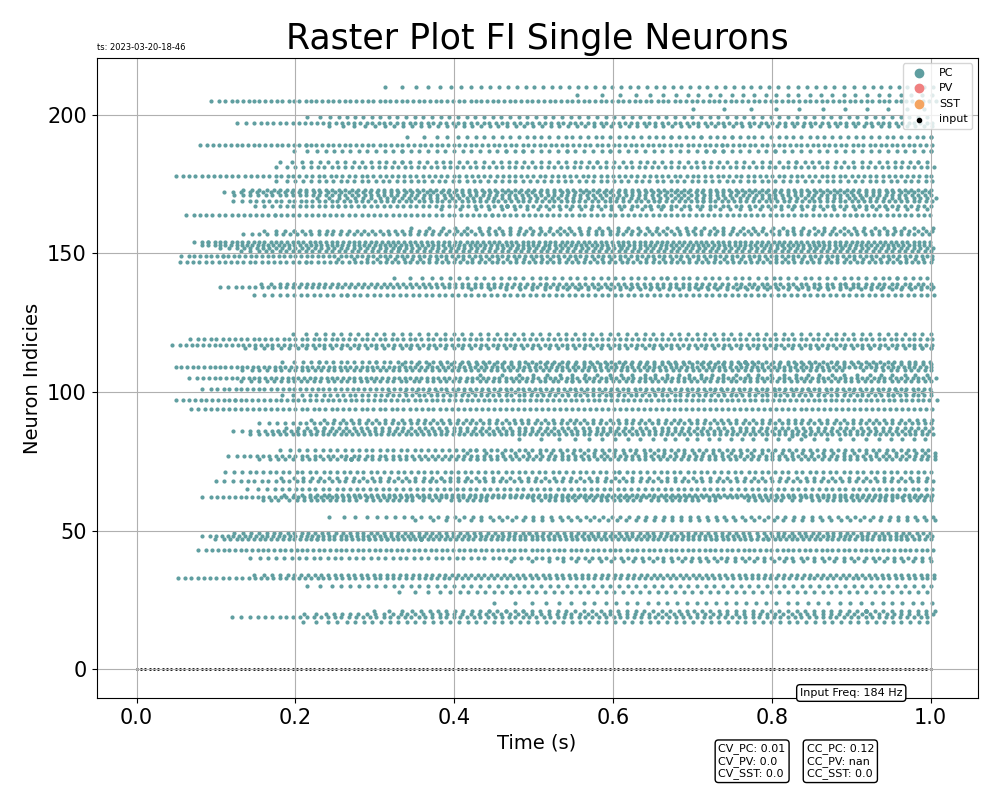 Raster Plot FI Single Neurons
ts: 2023-03-20-18-46
PC
PV
SST
input
200
150
100
50
0
Neuron Indicies
Input Freq: 184 Hz
0.0 0.2 0.4 0.6 0.8 1.0
Time (s)
CV_PC: 0.01
CV_PV: 0.0
CV_SST: 0.0
CC_PC: 0.12
CC_PV: nan
CC_SST: 0.0